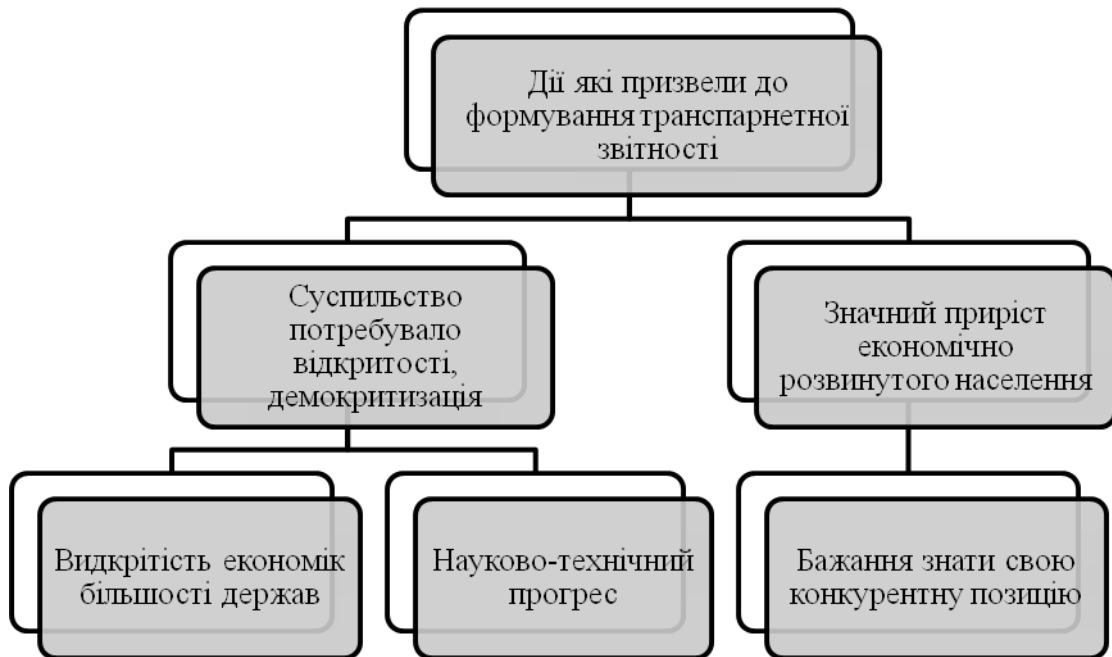 Дії які призвели до
формування транспарнетної
звітності
Суспильство
потребувало
відкритості,
демокритизація
Значний приріст
економічно
розвинутого населення
Видкрітість економік
більшості держав
Науково-технічний
прогрес
Бажання знати свою
конкурентну позицію